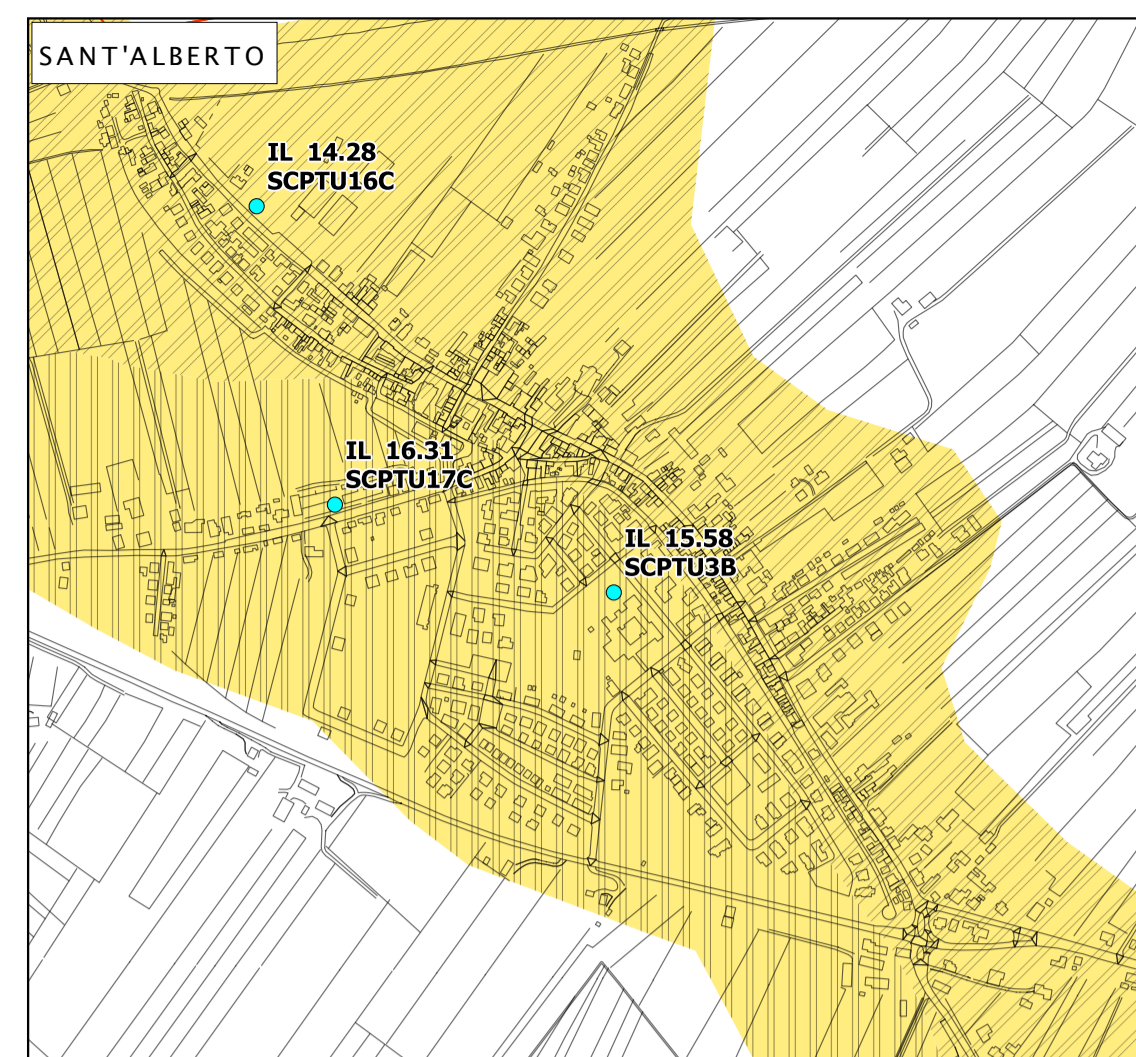 SANT'ALBERTO
IL 14.28
SCPTU16C
IL 16.31
SCPTU17C
IL 15.58
SCPTU3B